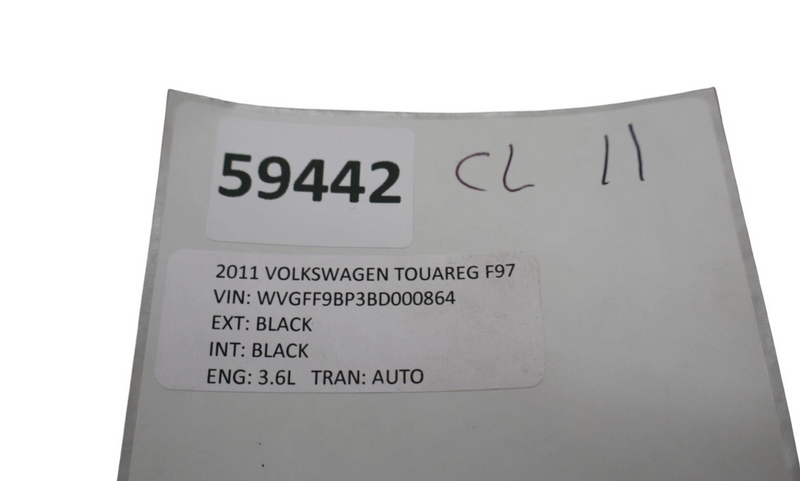 59442 CL 11
2011 VOLKSWAGEN TOUAREG F97
VIN: WVGFF9BP3BD000864
EXT: BLACK
INT: BLACK
ENG: 3.6L TRAN: AUTO